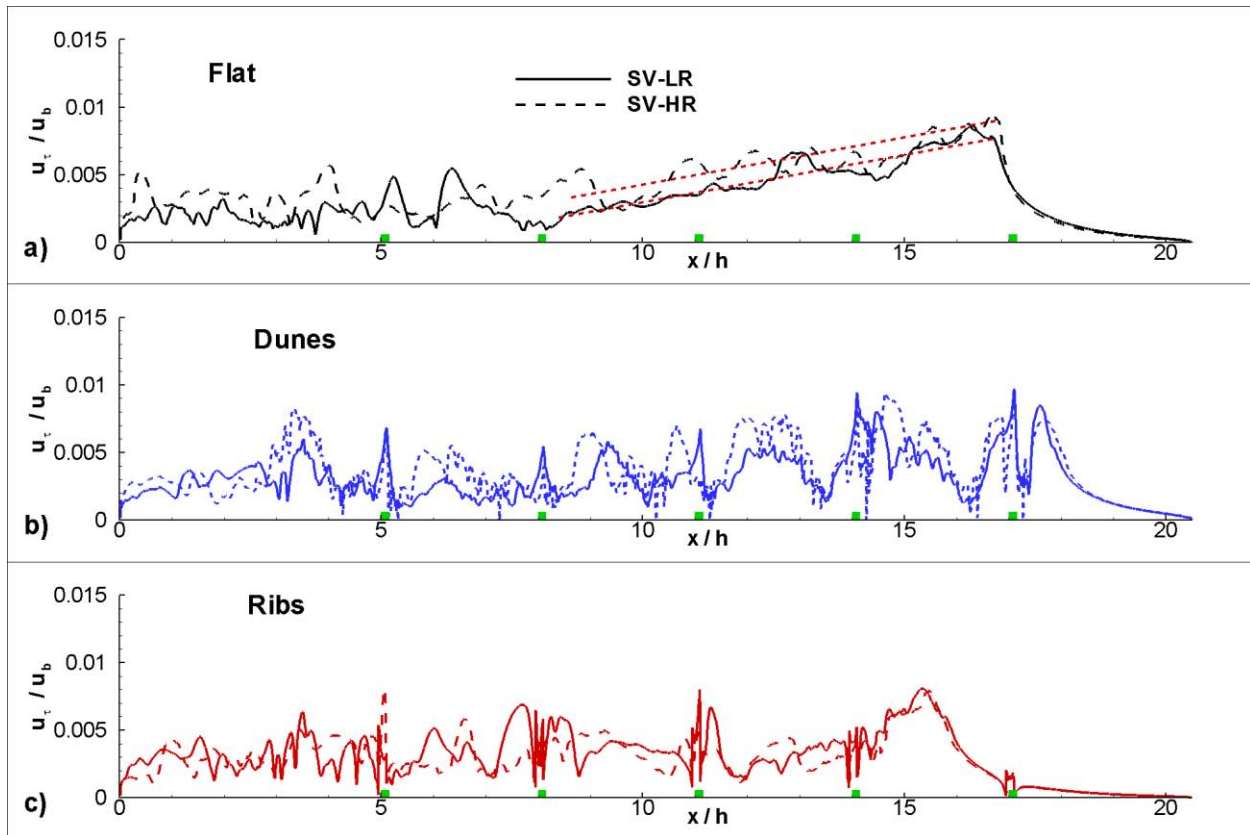 0.015
Flat
SV-LR
SV-HR
0.01
0.005
0
u_τ / u_b
a)
0 5 10 15 20
x / h
0.015
Dunes
0.01
0.005
0
u_τ / u_b
b)
0 5 10 15 20
x / h
0.015
Ribs
0.01
0.005
0
u_τ / u_b
c)
0 5 10 15 20
x / h